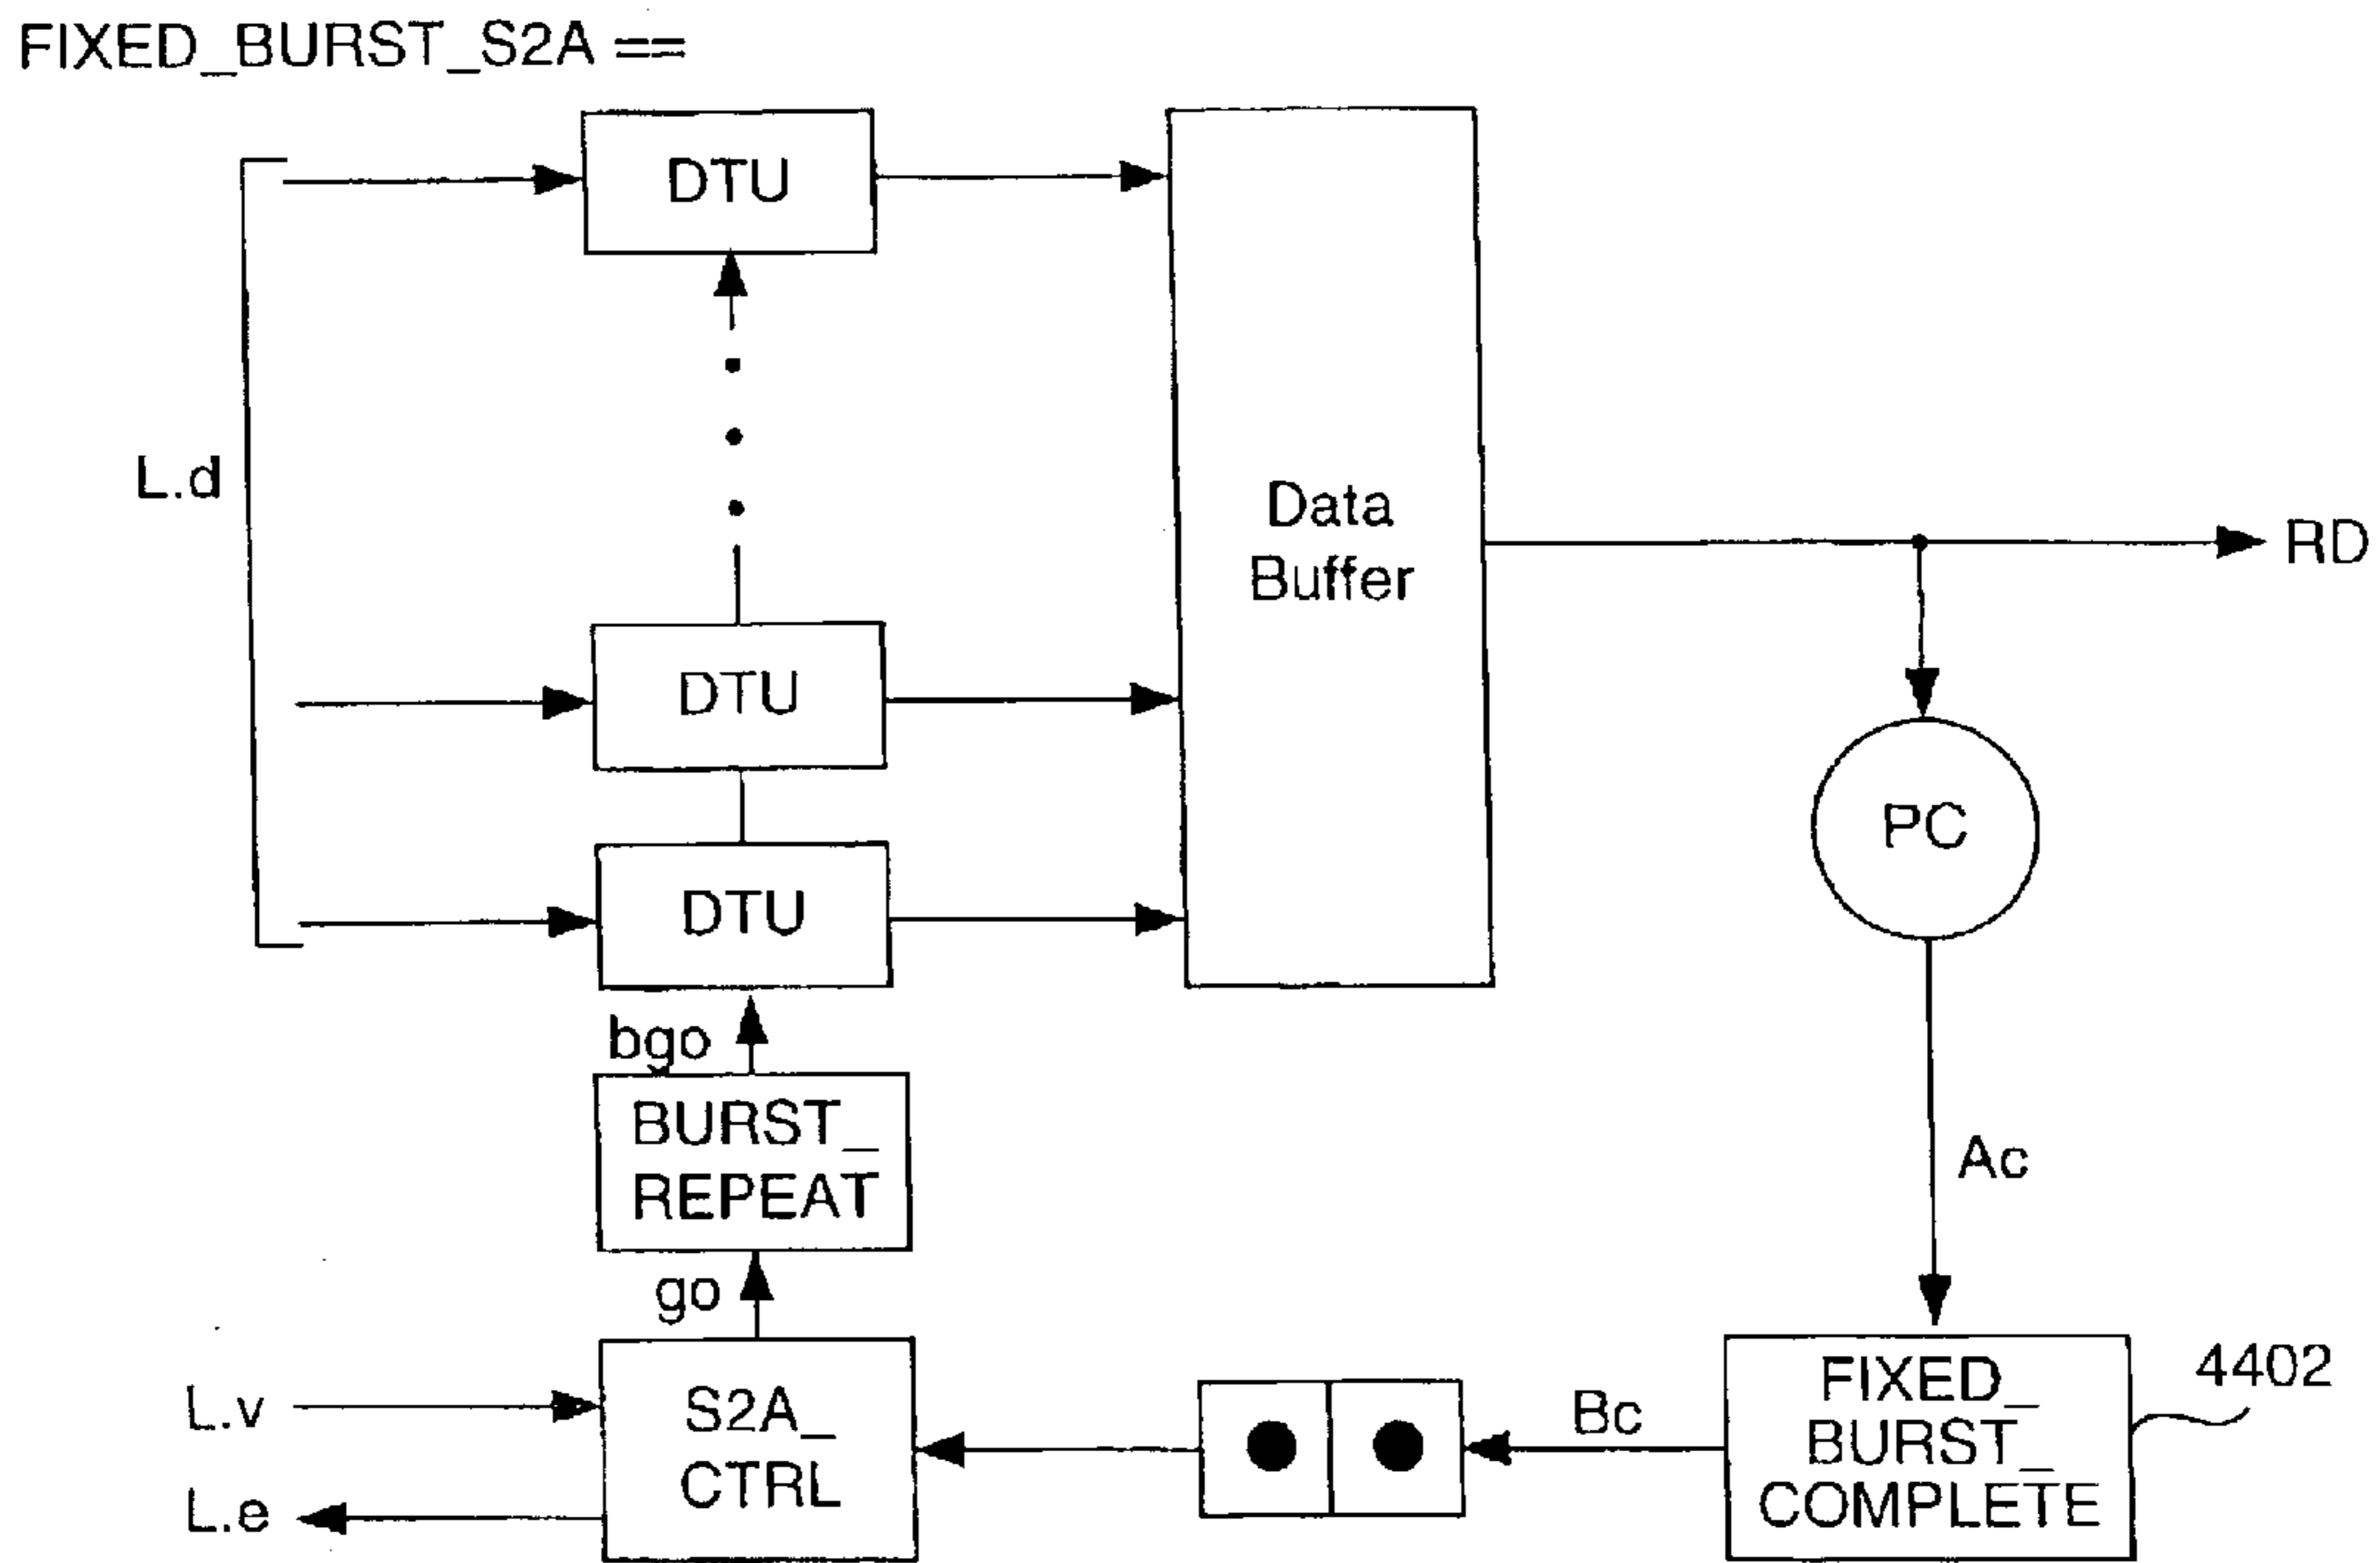 FIXED_BURST_S2A ==
DTU
L.d
Data
Buffer
RD
DTU
PC
DTU
bgo
BURST_
REPEAT
Ac
go
L.v
S2A_
CTRL
L.e
Bc
FIXED_
BURST_
COMPLETE
4402